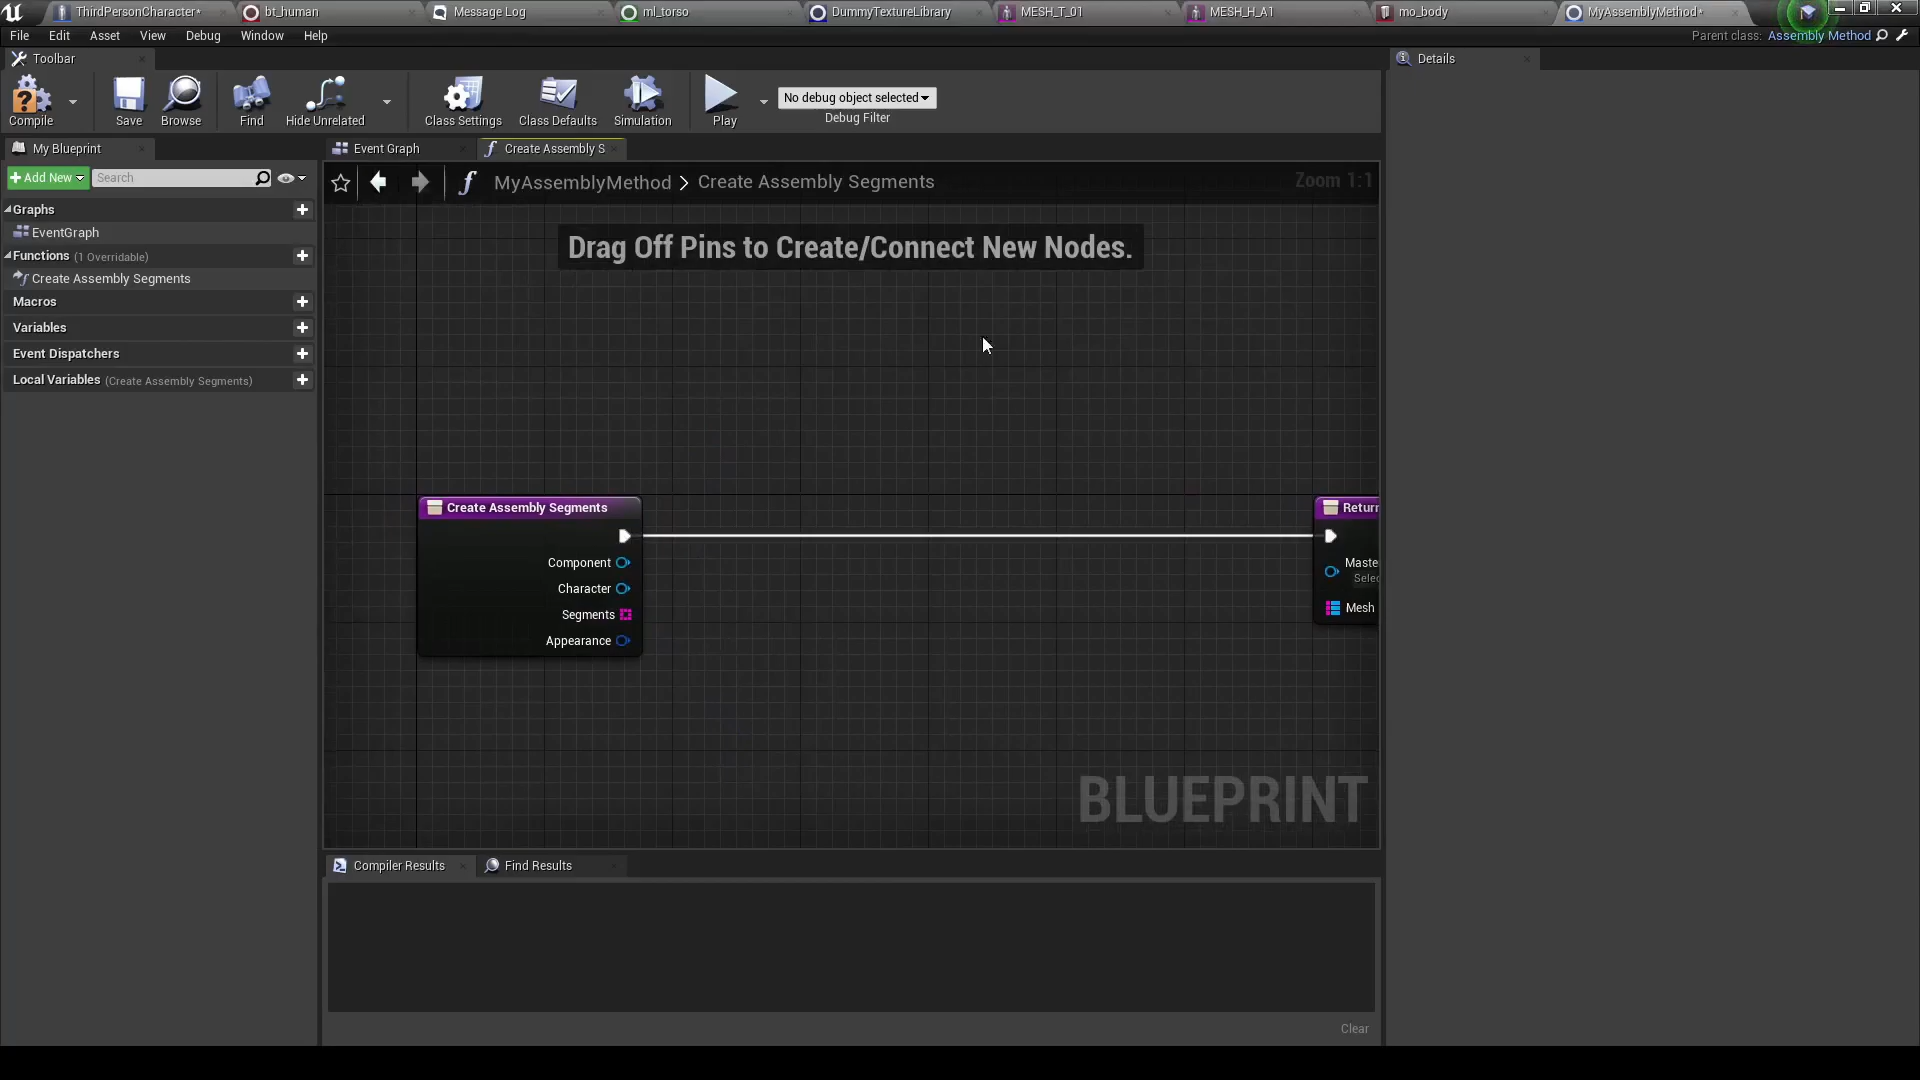 ThirdPersonCharacter*
bt_human
Message Log
ml_torso
DummyTextureLibrary
MESH_T_01
MESH_H_A1
mo_body
MyAssemblyMethod*
File Edit Asset View Debug Window Help
Parent class: Assembly Method
Toolbar
Details
Compile
Save
Browse
Find
Hide Unrelated
Class Settings
Class Defaults
Simulation
Play
No debug object selected
Debug Filter
My Blueprint
Event Graph
Create Assembly S
Add New
Search
MyAssemblyMethod > Create Assembly Segments
Zoom 1:1
Graphs
EventGraph
Functions (1 Overridable)
Create Assembly Segments
Macros
Variables
Event Dispatchers
Local Variables (Create Assembly Segments)
Drag Off Pins to Create/Connect New Nodes.
Create Assembly Segments
Component
Character
Segments
Appearance
Return
Maste
Selec
Mesh
BLUEPRINT
Compiler Results
Find Results
Clear